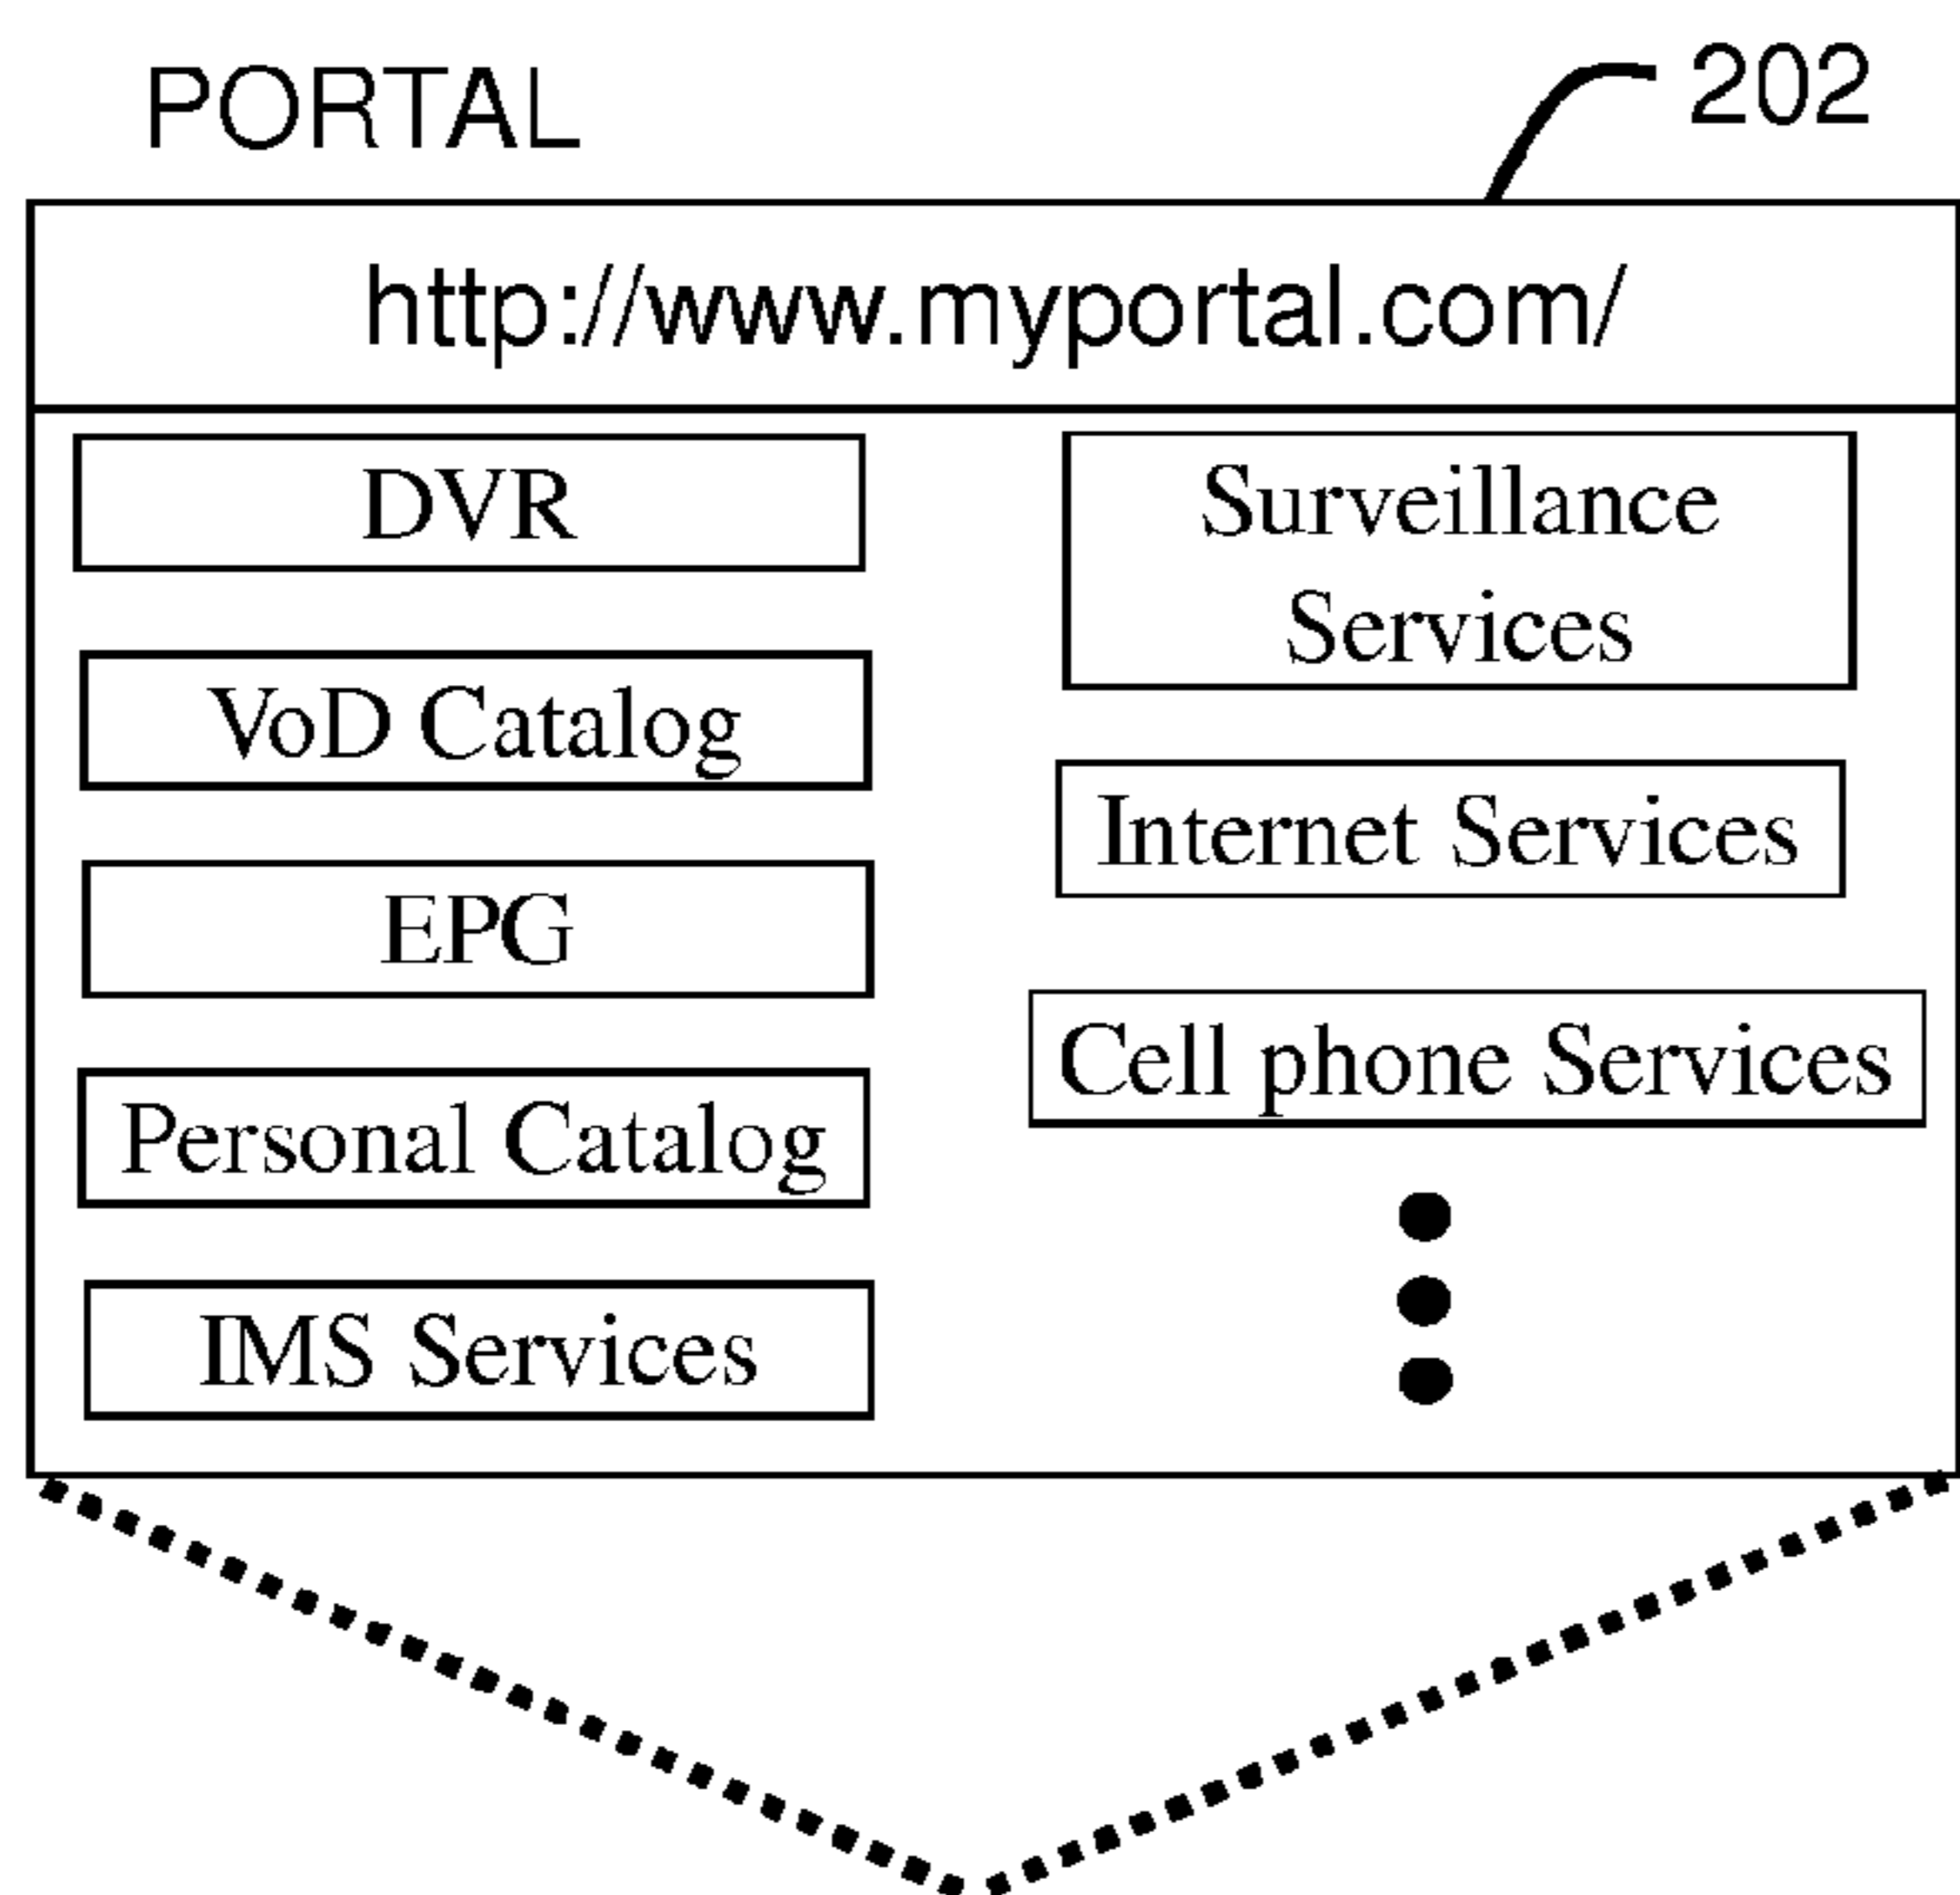 PORTAL
202
http://www.myportal.com/
DVR
VoD Catalog
EPG
Personal Catalog
IMS Services
Surveillance
Services
Internet Services
Cell phone Services